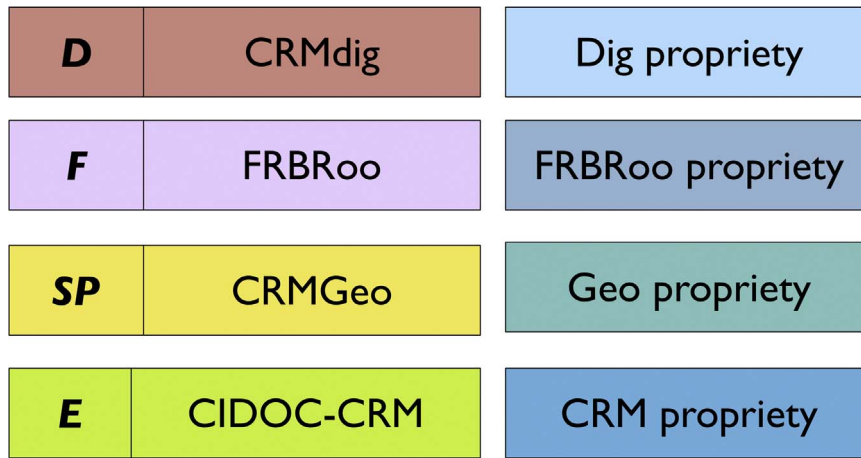 D CRMdig Dig propriety
F FRBRoo FRBRoo propriety
SP CRMGeo Geo propriety
E CIDOC-CRM CRM propriety